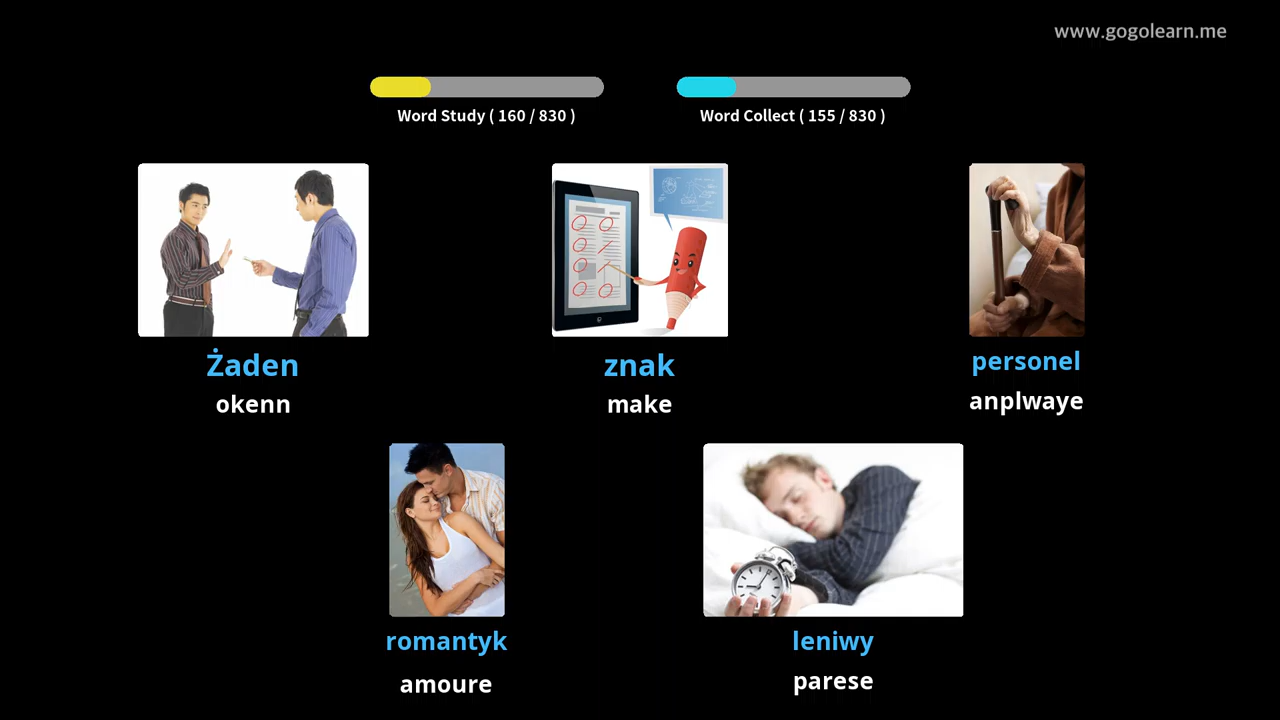 www.gogolearn.me
Word Study ( 160 / 830 )
Word Collect ( 155 / 830 )
Żaden
okenn
znak
make
personel
anplwaye
romantyk
amoure
leniwy
parese